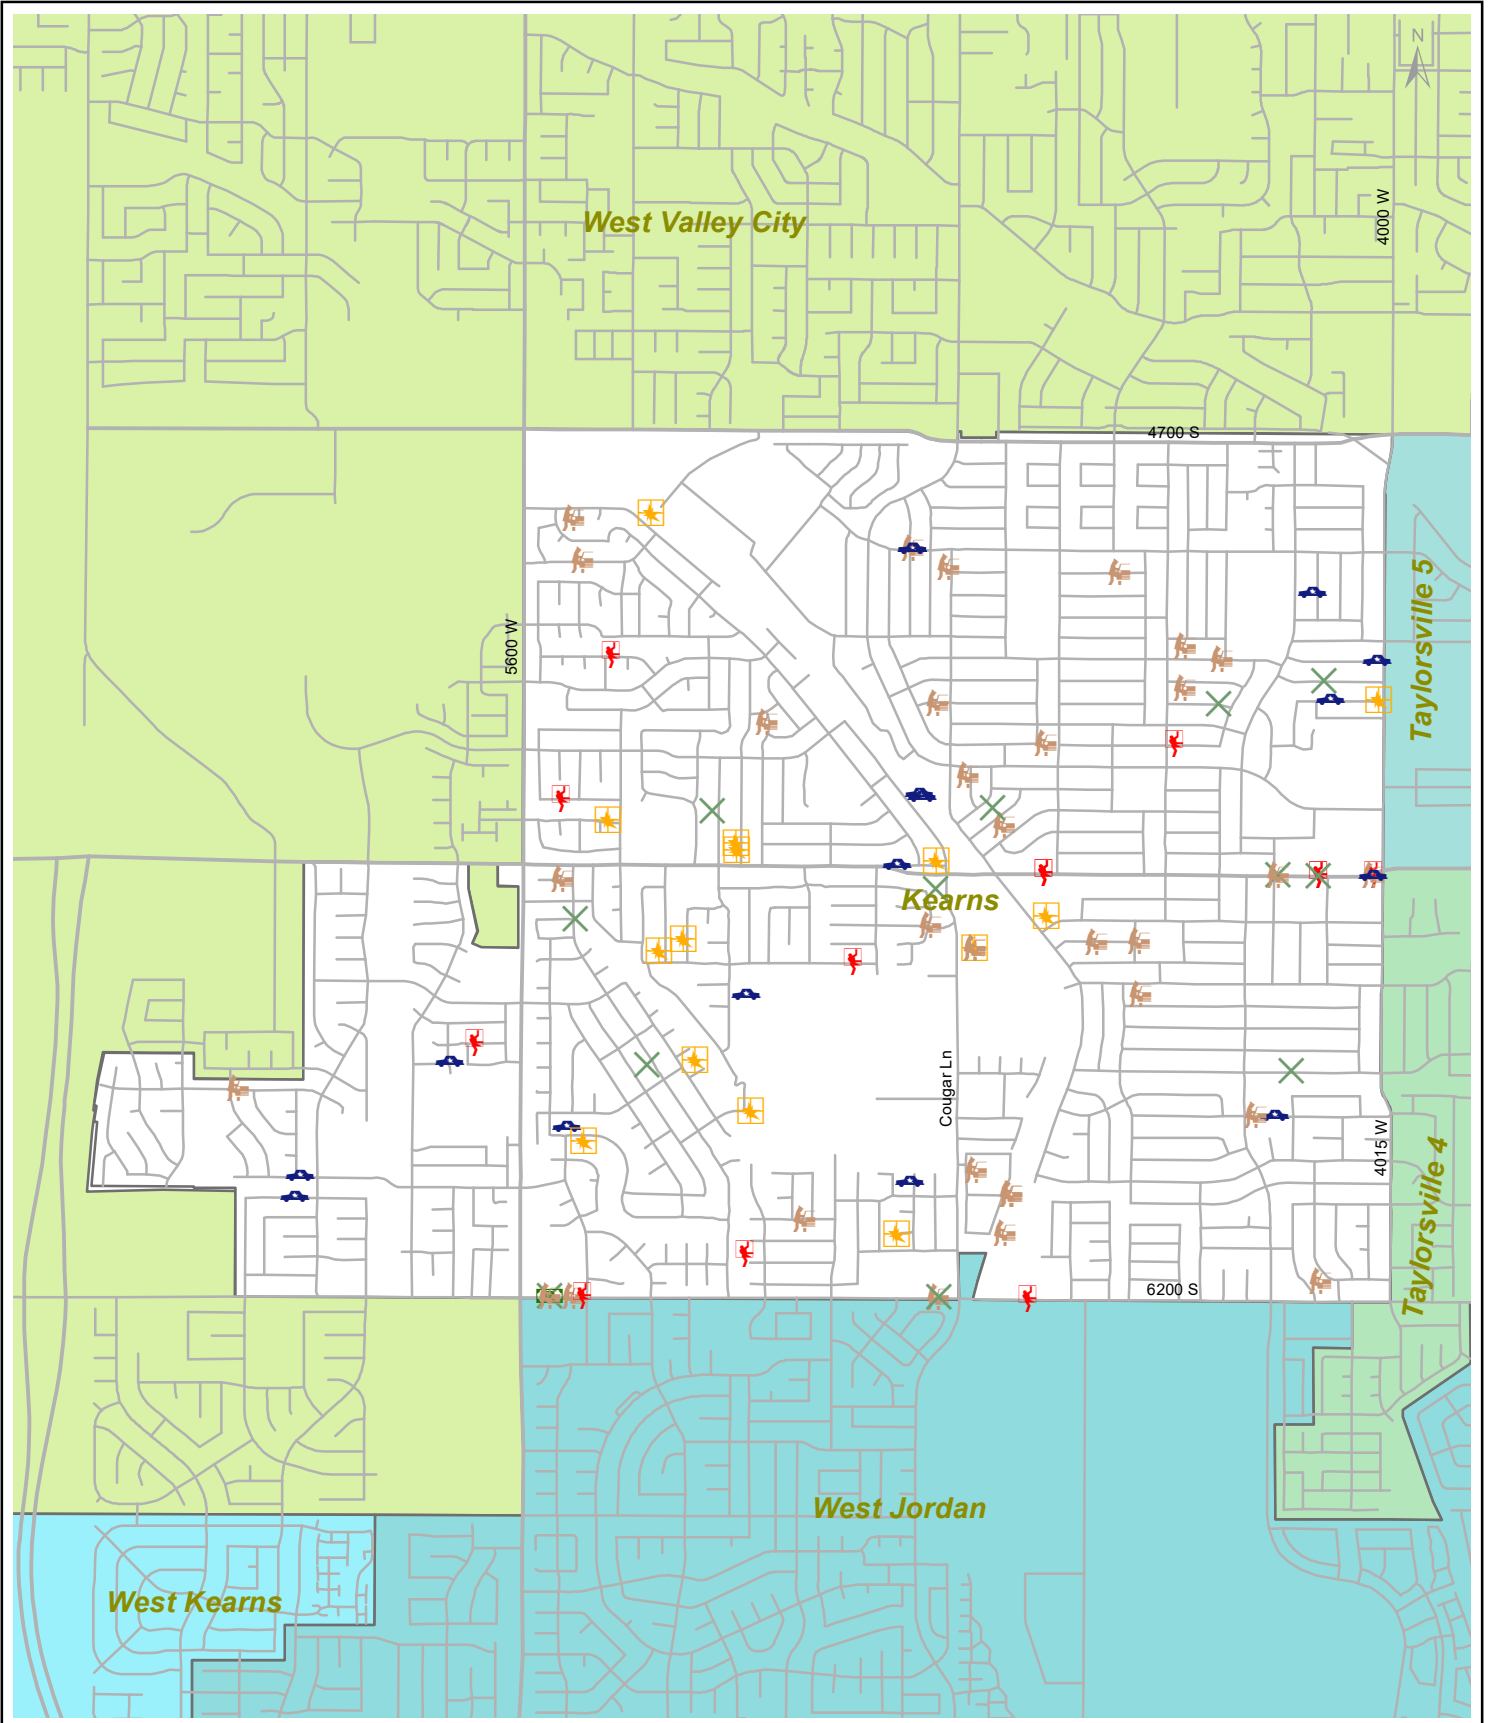 N
4000 W
West Valley City
4700 S
Taylorsville 5
5600 W
Kearns
Cougar Ln
4015 W
Taylorsville 4
6200 S
West Jordan
West Kearns